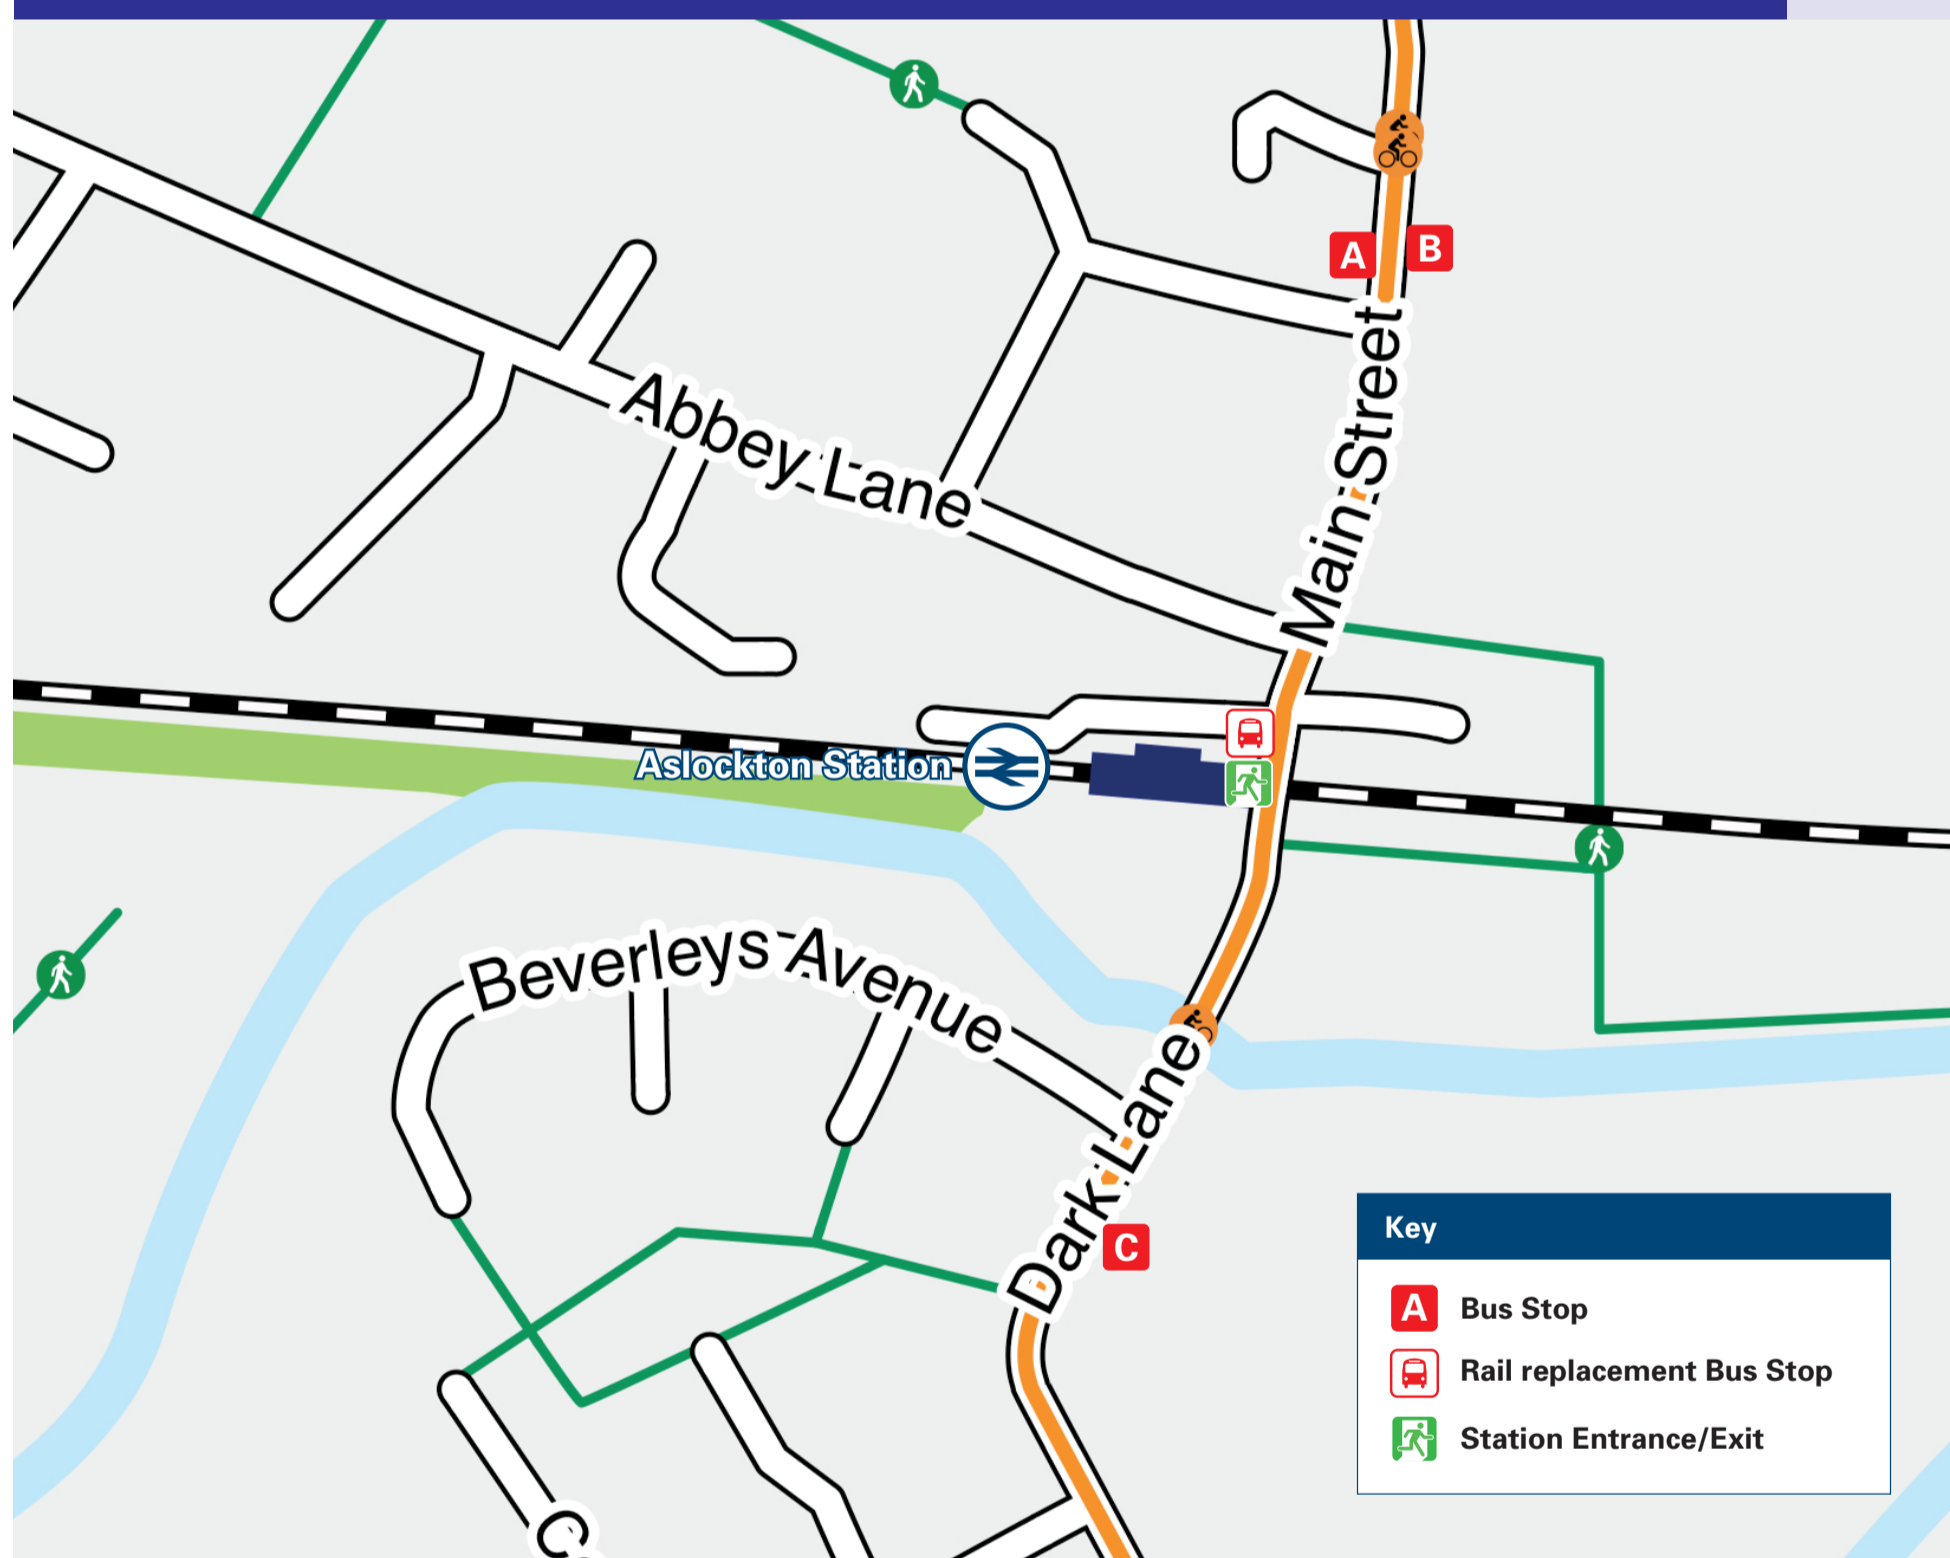 A
B
Main Street
Abbey Lane
Aslockton Station
Beverleys Avenue
Dark Lane
C
Key
A Bus Stop
Rail replacement Bus Stop
Station Entrance/Exit
C